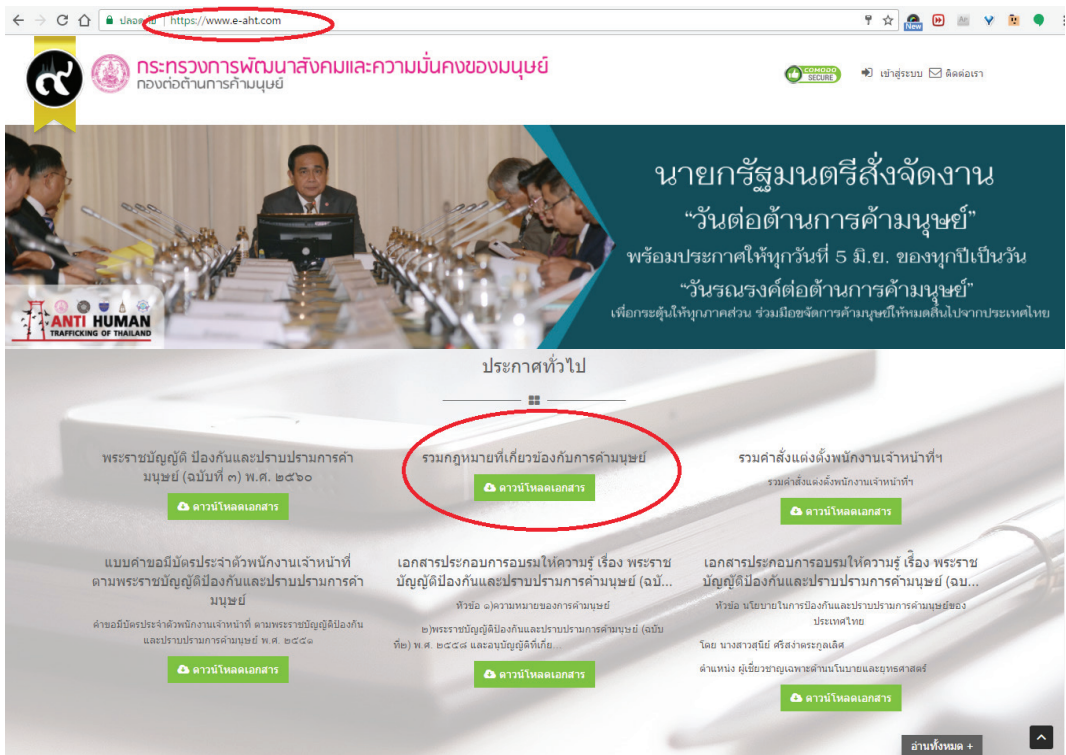 ปลอดภัย | https://www.e-aht.com
New
๙
กระทรวงการพัฒนาสังคมและความมั่นคงของมนุษย์
กองต่อต้านการค้ามนุษย์
COMODO
SECURE
เข้าสู่ระบบ
ติดต่อเรา
นายกรัฐมนตรีสั่งจัดงาน
“วันต่อต้านการค้ามนุษย์”
พร้อมประกาศให้ทุกวันที่ 5 มิ.ย. ของทุกปีเป็นวัน
“วันรณรงค์ต่อต้านการค้ามนุษย์”
เพื่อกระตุ้นให้ทุกภาคส่วน ร่วมมือขจัดการค้ามนุษย์ให้หมดสิ้นไปจากประเทศไทย
ANTI HUMAN
TRAFFICKING OF THAILAND
ประกาศทั่วไป
พระราชบัญญัติ ป้องกันและปราบปรามการค้า
มนุษย์ (ฉบับที่ ๓) พ.ศ. ๒๕๖๐
ดาวน์โหลดเอกสาร
รวมกฎหมายที่เกี่ยวข้องกับการค้ามนุษย์
ดาวน์โหลดเอกสาร
รวมคำสั่งแต่งตั้งพนักงานเจ้าหน้าที่ฯ
รวมคำสั่งแต่งตั้งพนักงานเจ้าหน้าที่ฯ
ดาวน์โหลดเอกสาร
แบบคำขอมีบัตรประจำตัวพนักงานเจ้าหน้าที่
ตามพระราชบัญญัติป้องกันและปราบปรามการค้า
มนุษย์
คำขอมีบัตรประจำตัวพนักงานเจ้าหน้าที่ ตามพระราชบัญญัติป้องกัน
และปราบปรามการค้ามนุษย์ พ.ศ. ๒๕๕๑
ดาวน์โหลดเอกสาร
เอกสารประกอบการอบรมให้ความรู้ เรื่อง พระราช
บัญญัติป้องกันและปราบปรามการค้ามนุษย์ (ฉบั...
หัวข้อ ๑)ความหมายของการค้ามนุษย์
๒)พระราชบัญญัติป้องกันและปราบปรามการค้ามนุษย์ (ฉบับ
ที่๒) พ.ศ. ๒๕๕๘ และอนุบัญญัติที่เกี่ย...
ดาวน์โหลดเอกสาร
เอกสารประกอบการอบรมให้ความรู้ เรื่อง พระราช
บัญญัติป้องกันและปราบปรามการค้ามนุษย์ (ฉบ...
หัวข้อ นโยบายในการป้องกันและปราบปรามการค้ามนุษย์ของ
ประเทศไทย
โดย นางสาวสุนีย์ ศรีสง่าตระกูลเลิศ
ตำแหน่ง ผู้เชี่ยวชาญเฉพาะด้านนโยบายและยุทธศาสตร์
ดาวน์โหลดเอกสาร
อ่านทั้งหมด +